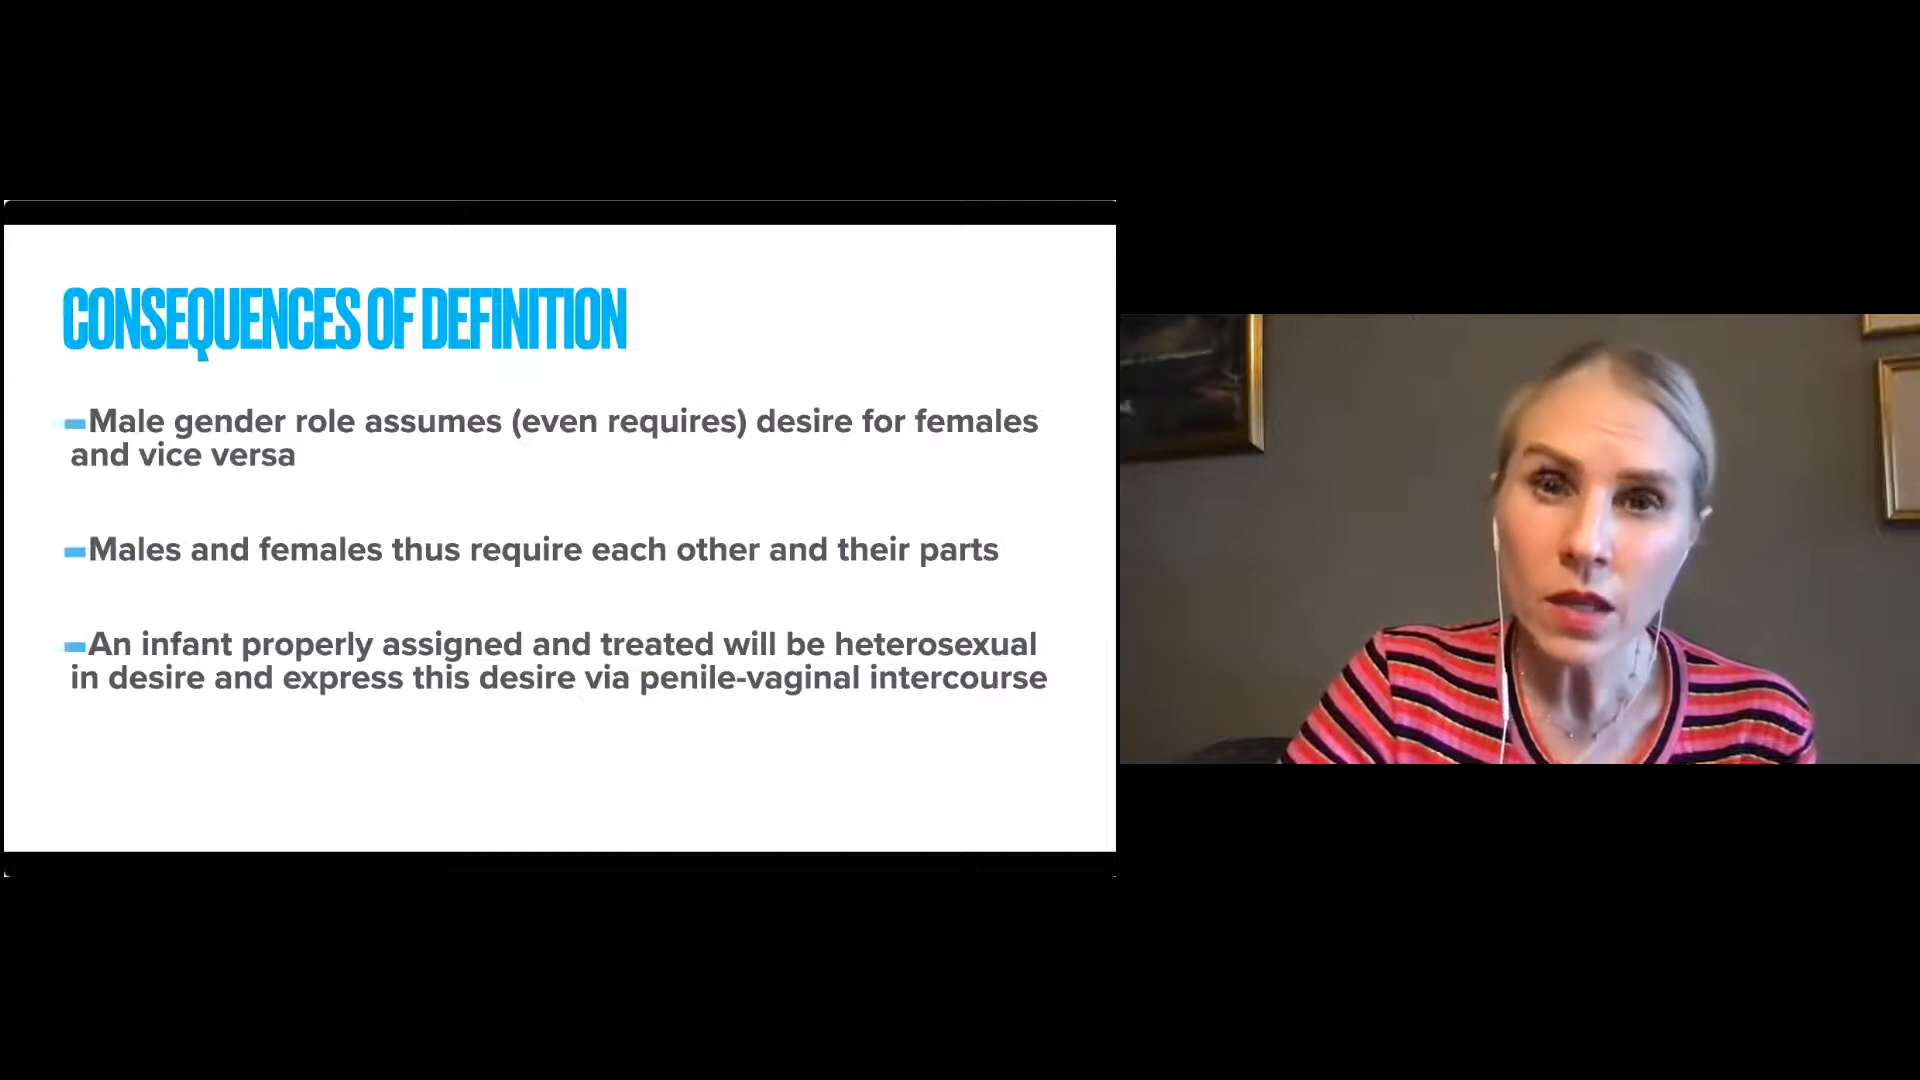 CONSEQUENCES OF DEFINITION
Male gender role assumes (even requires) desire for females
and vice versa
Males and females thus require each other and their parts
An infant properly assigned and treated will be heterosexual
in desire and express this desire via penile-vaginal intercourse